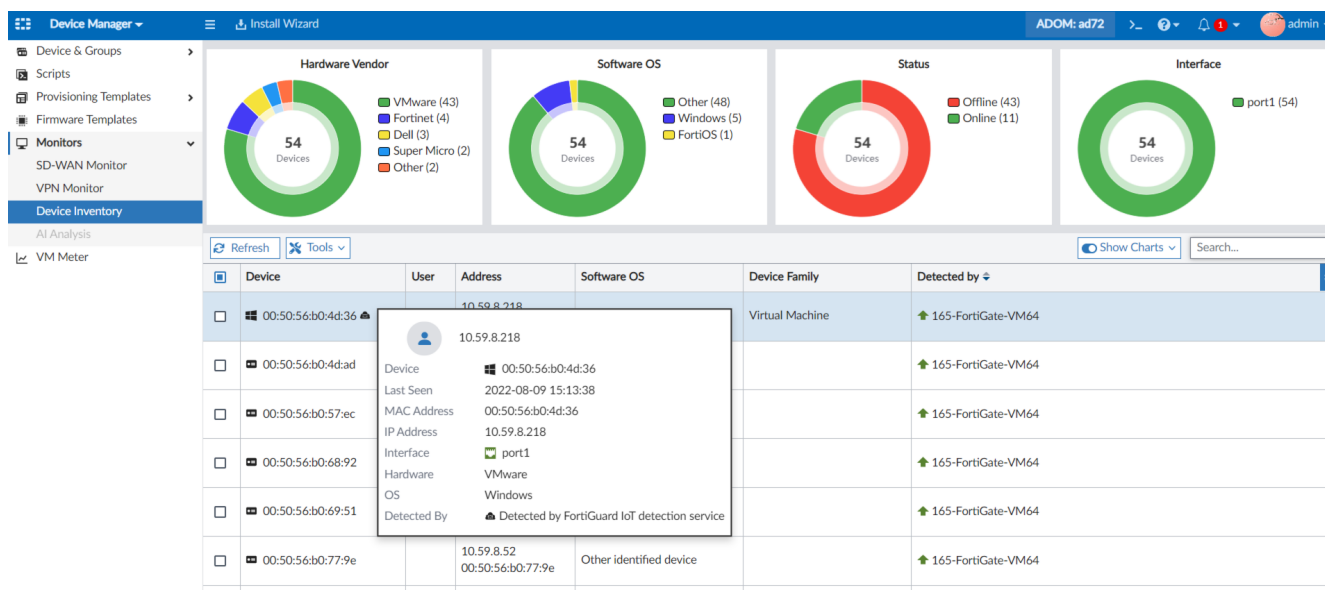 Device Manager
Install Wizard
ADOM: ad72
1
admin
Device & Groups
Scripts
Provisioning Templates
Firmware Templates
Monitors
SD-WAN Monitor
VPN Monitor
Device Inventory
AI Analysis
VM Meter
Hardware Vendor
54
Devices
VMware (43)
Fortinet (4)
Dell (3)
Super Micro (2)
Other (2)
Software OS
54
Devices
Other (48)
Windows (5)
FortiOS (1)
Status
54
Devices
Offline (43)
Online (11)
Interface
54
Devices
port1 (54)
Refresh
Tools
Show Charts
Search...
Device User Address Software OS Device Family Detected by
00:50:56:b0:4d:36 10.59.8.218 Virtual Machine 165-FortiGate-VM64
00:50:56:b0:4d:ad 165-FortiGate-VM64
00:50:56:b0:57:ec 165-FortiGate-VM64
00:50:56:b0:68:92 165-FortiGate-VM64
00:50:56:b0:69:51 165-FortiGate-VM64
00:50:56:b0:77:9e 10.59.8.52 Other identified device 165-FortiGate-VM64
00:50:56:b0:77:9e
10.59.8.218
Device 00:50:56:b0:4d:36
Last Seen 2022-08-09 15:13:38
MAC Address 00:50:56:b0:4d:36
IP Address 10.59.8.218
Interface port1
Hardware VMware
OS Windows
Detected By Detected by FortiGuard IoT detection service